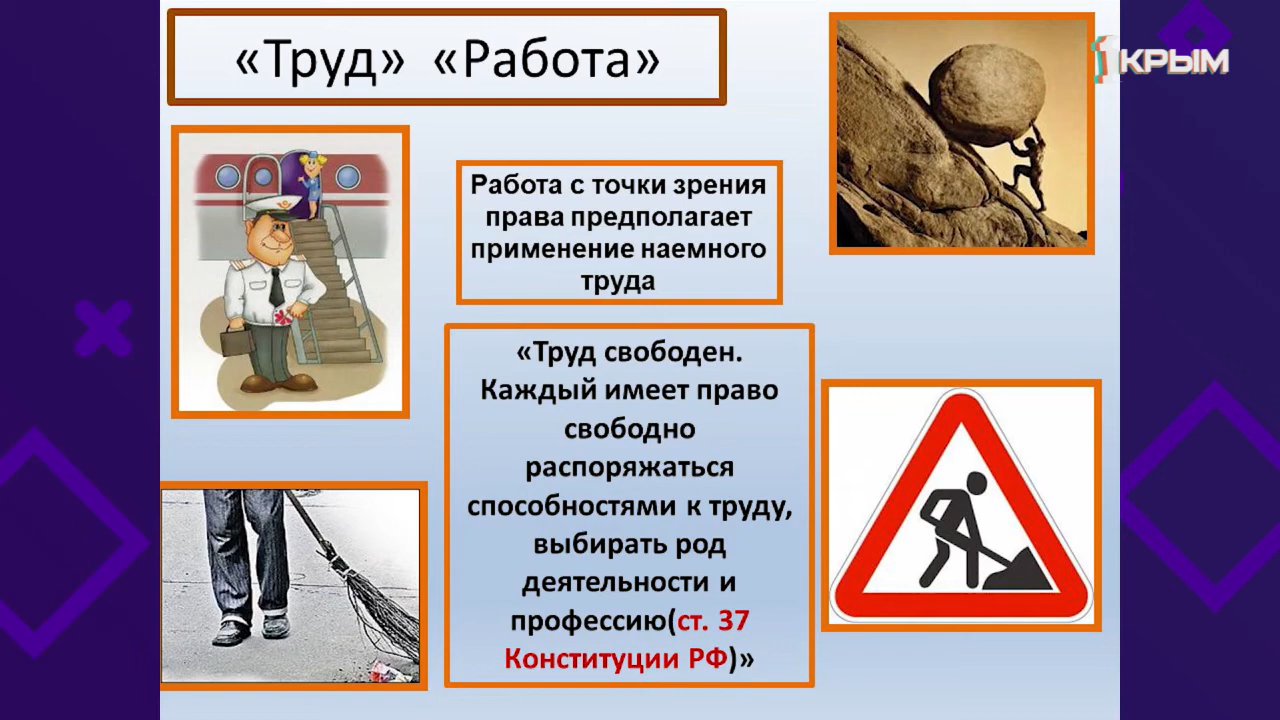 «Труд» «Работа»
1КРЫМ
Работа с точки зрения
права предполагает
применение наемного
труда
«Труд свободен.
Каждый имеет право
свободно
распоряжаться
способностями к труду,
выбирать род
деятельности и
профессию(ст. 37
Конституции РФ)»